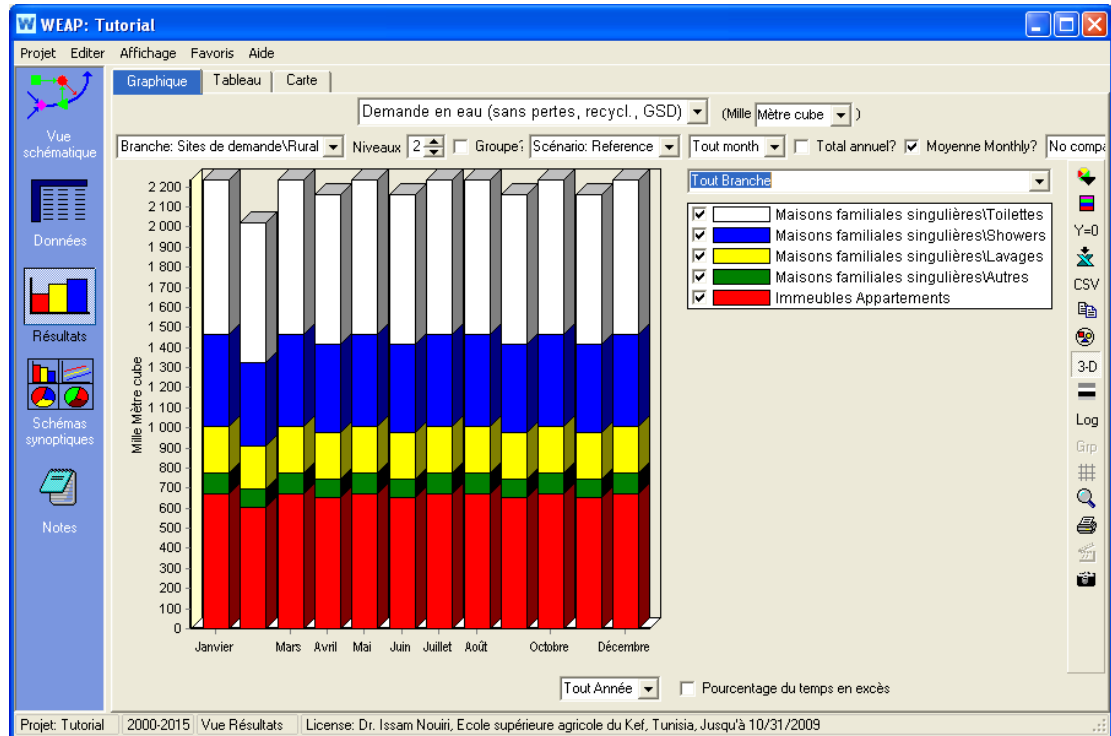 WEAP: Tutorial
Projet Editer Affichage Favoris Aide
Graphique Tableau Carte
Demande en eau (sans pertes, recycl., GSD) (Mille Mètre cube )
Branche: Sites de demande\Rural Niveaux 2 Groupe? Scénario: Reference Tout month Total annuel? Moyenne Monthly? No compa
Vue schématique
Données
Résultats
Schémas synoptiques
Notes
Tout Branche
Maisons familiales singulières\Toilettes
Maisons familiales singulières\Showers
Maisons familiales singulières\Lavages
Maisons familiales singulières\Autres
Immeubles Appartements
Y=0
CSV
3-D
Log
Grp
Mille Mètre cube
2 200
2 100
2 000
1 900
1 800
1 700
1 600
1 500
1 400
1 300
1 200
1 100
1 000
900
800
700
600
500
400
300
200
100
0
Janvier Mars Avril Mai Juin Juillet Août Octobre Décembre
Tout Année Pourcentage du temps en excès
Projet: Tutorial 2000-2015 Vue Résultats License: Dr. Issam Nouiri, Ecole supérieure agricole du Kef, Tunisia, Jusqu'à 10/31/2009